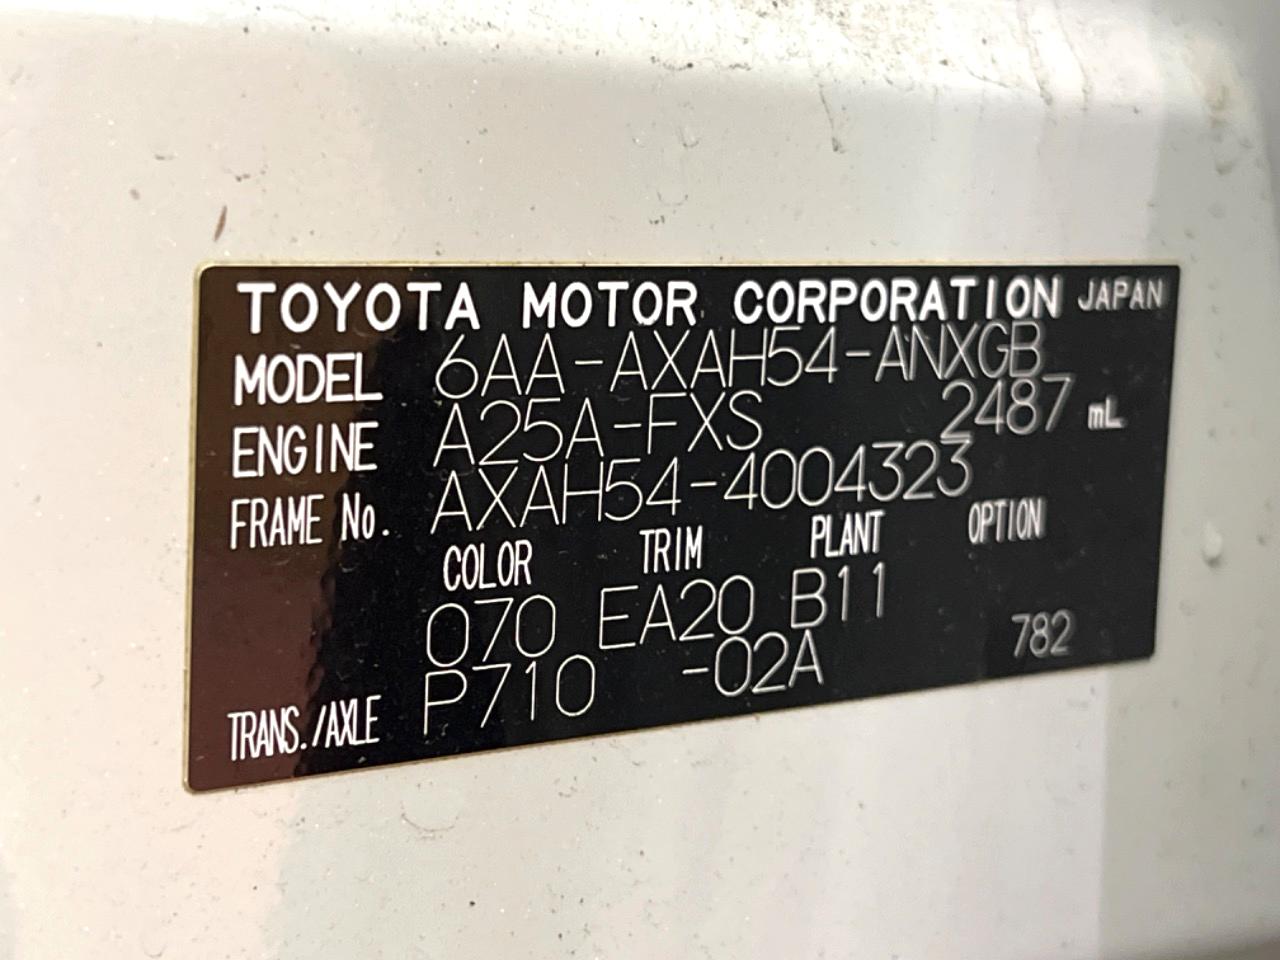 TOYOTA MOTOR CORPORATION JAPAN
MODEL 6AA-AXAH54-ANXGB
ENGINE A25A-FXS 2487 mL
FRAME No. AXAH54-4004323
COLOR TRIM PLANT OPTION
070 EA20 B11
TRANS./AXLE P710 -02A 782